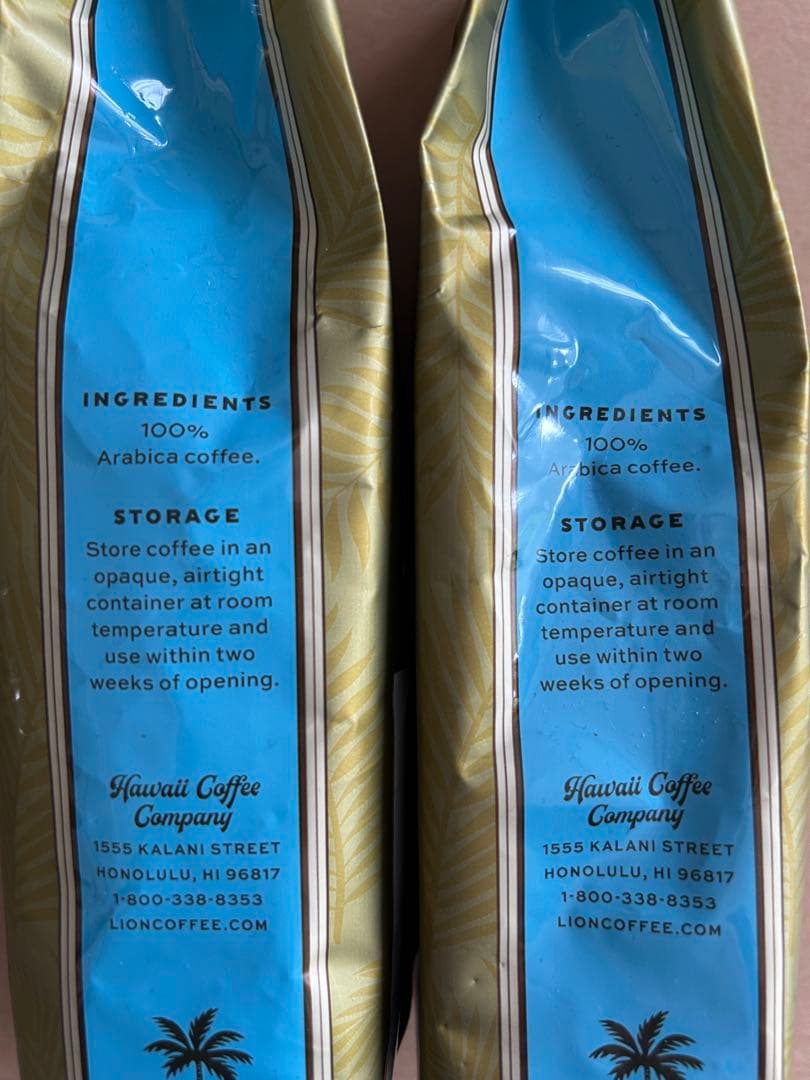 INGREDIENTS
100%
Arabica coffee.
STORAGE
Store coffee in an
opaque, airtight
container at room
temperature and
use within two
weeks of opening.
Hawaii Coffee
Company
1555 KALANI STREET
HONOLULU, HI 96817
1-800-338-8353
LIONCOFFEE.COM
INGREDIENTS
100%
Arabica coffee.
STORAGE
Store coffee in an
opaque, airtight
container at room
temperature and
use within two
weeks of opening.
Hawaii Coffee
Company
1555 KALANI STREET
HONOLULU, HI 96817
1-800-338-8353
LIONCOFFEE.COM